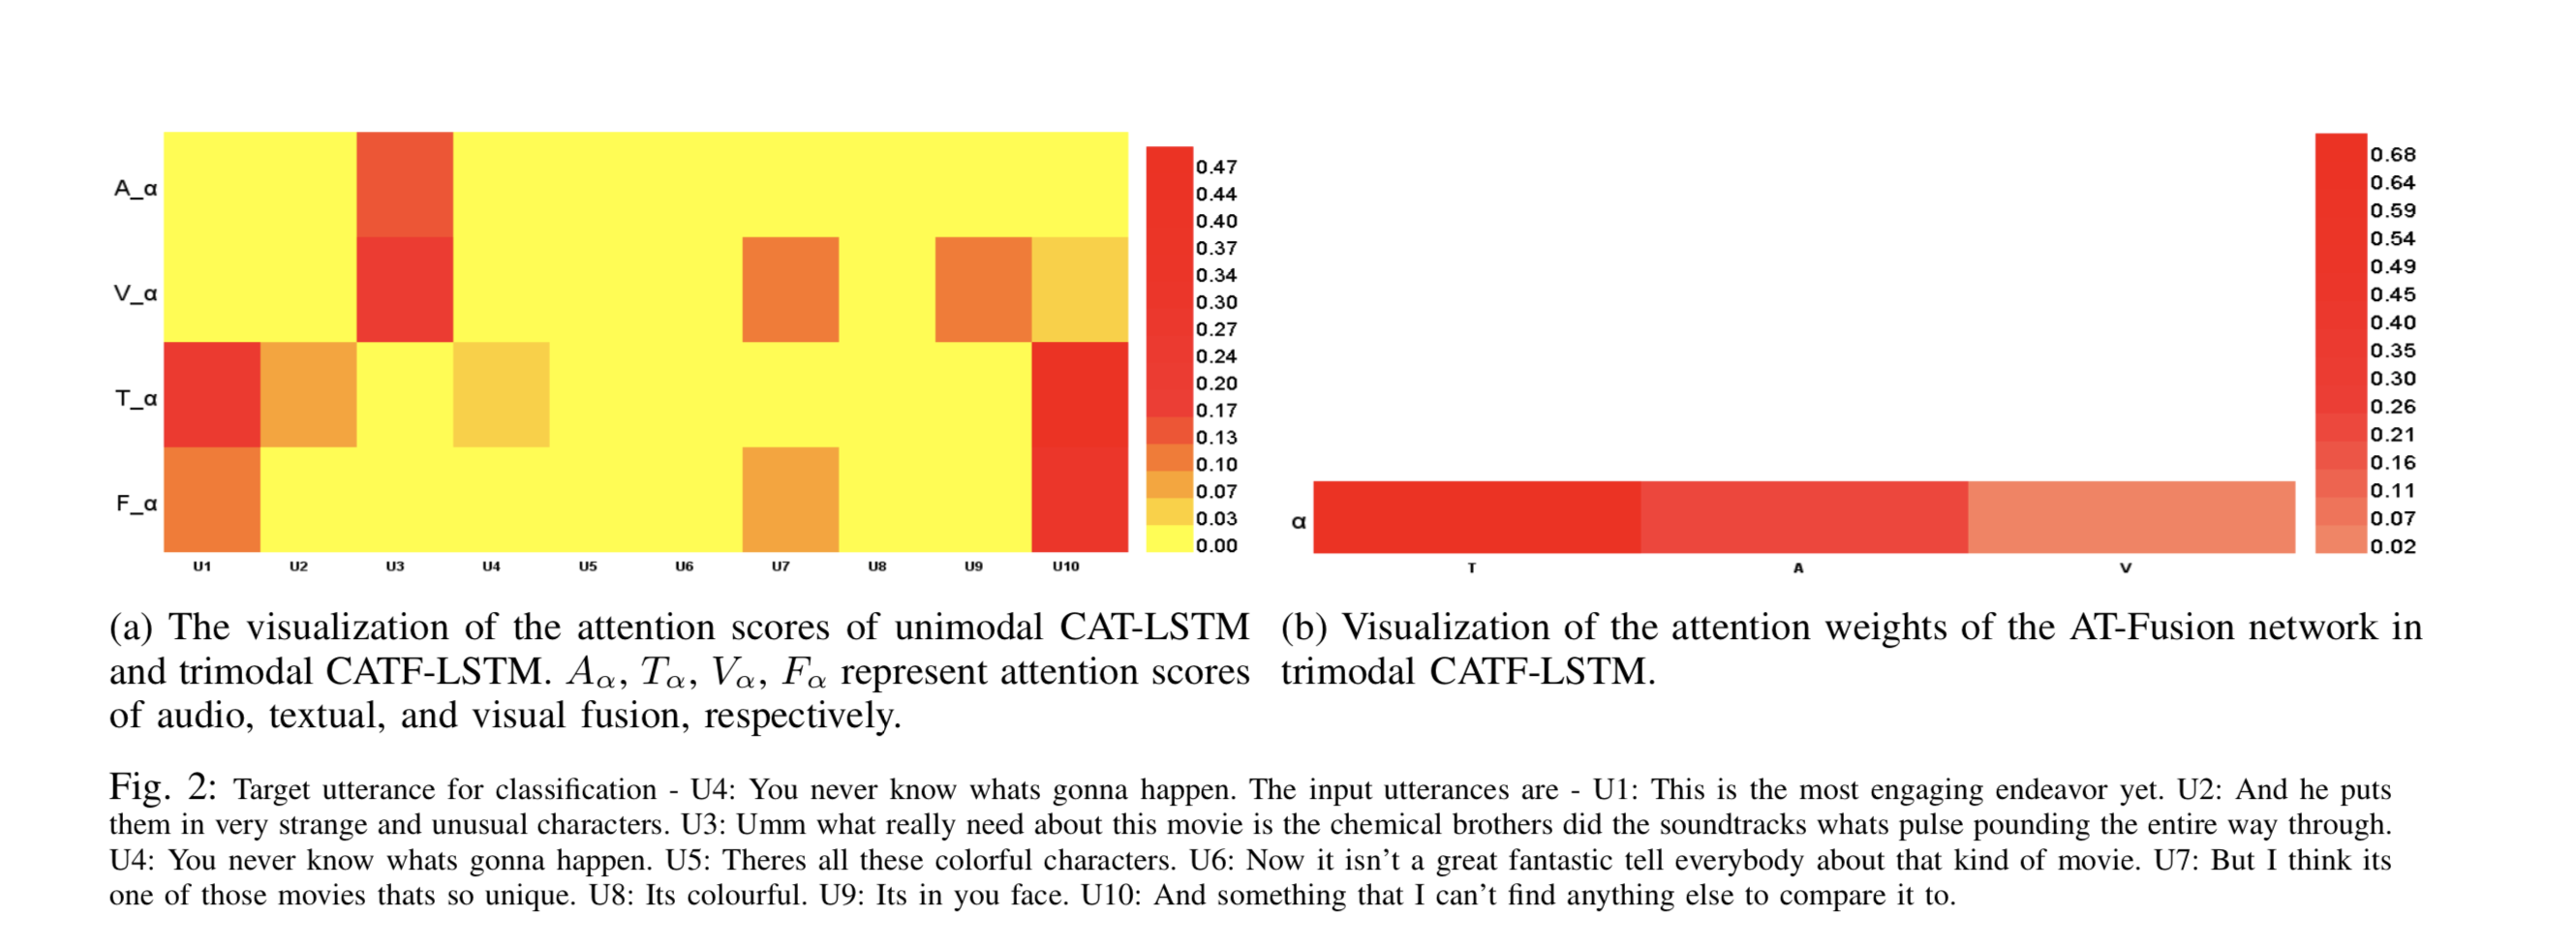 A_α
V_α
T_α
F_α
U1 U2 U3 U4 U5 U6 U7 U8 U9 U10
0.47
0.44
0.40
0.37
0.34
0.30
0.27
0.24
0.20
0.17
0.13
0.10
0.07
0.03
0.00
α
T A V
0.68
0.64
0.59
0.54
0.49
0.45
0.40
0.35
0.30
0.26
0.21
0.16
0.11
0.07
0.02
(a) The visualization of the attention scores of unimodal CAT-LSTM
and trimodal CATF-LSTM. Aα, Tα, Vα, Fα represent attention scores
of audio, textual, and visual fusion, respectively.
(b) Visualization of the attention weights of the AT-Fusion network in
trimodal CATF-LSTM.
Fig. 2: Target utterance for classification - U4: You never know whats gonna happen. The input utterances are - U1: This is the most engaging endeavor yet. U2: And he puts
them in very strange and unusual characters. U3: Umm what really need about this movie is the chemical brothers did the soundtracks whats pulse pounding the entire way through.
U4: You never know whats gonna happen. U5: Theres all these colorful characters. U6: Now it isn't a great fantastic tell everybody about that kind of movie. U7: But I think its
one of those movies thats so unique. U8: Its colourful. U9: Its in you face. U10: And something that I can't find anything else to compare it to.